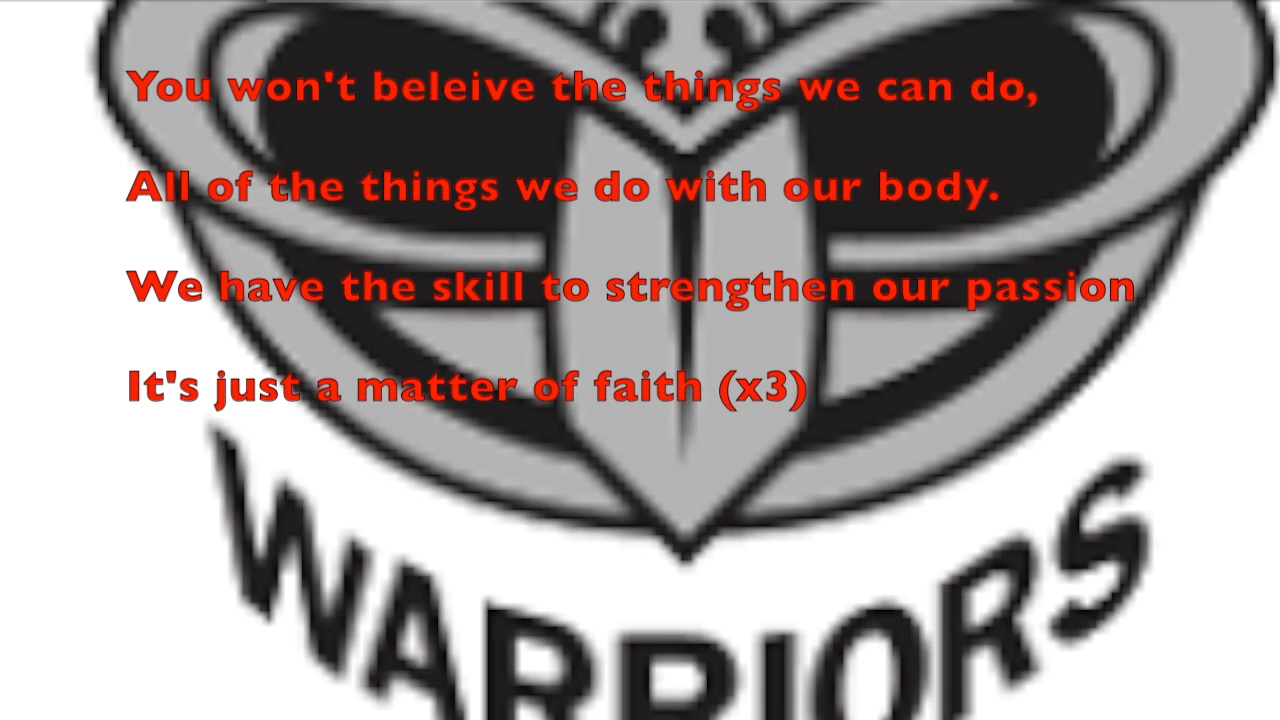 You won't beleive the things we can do,
All of the things we do with our body.
We have the skill to strengthen our passion
It's just a matter of faith (x3)
WARRIORS